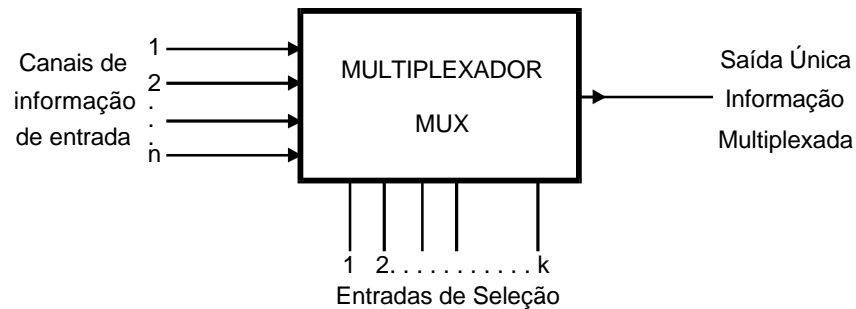 Canais de
informação
de entrada
1
2
.
.
.
n
MULTIPLEXADOR
MUX
Saída Única
Informação
Multiplexada
1 2. . . . . . . . . . . k
Entradas de Seleção